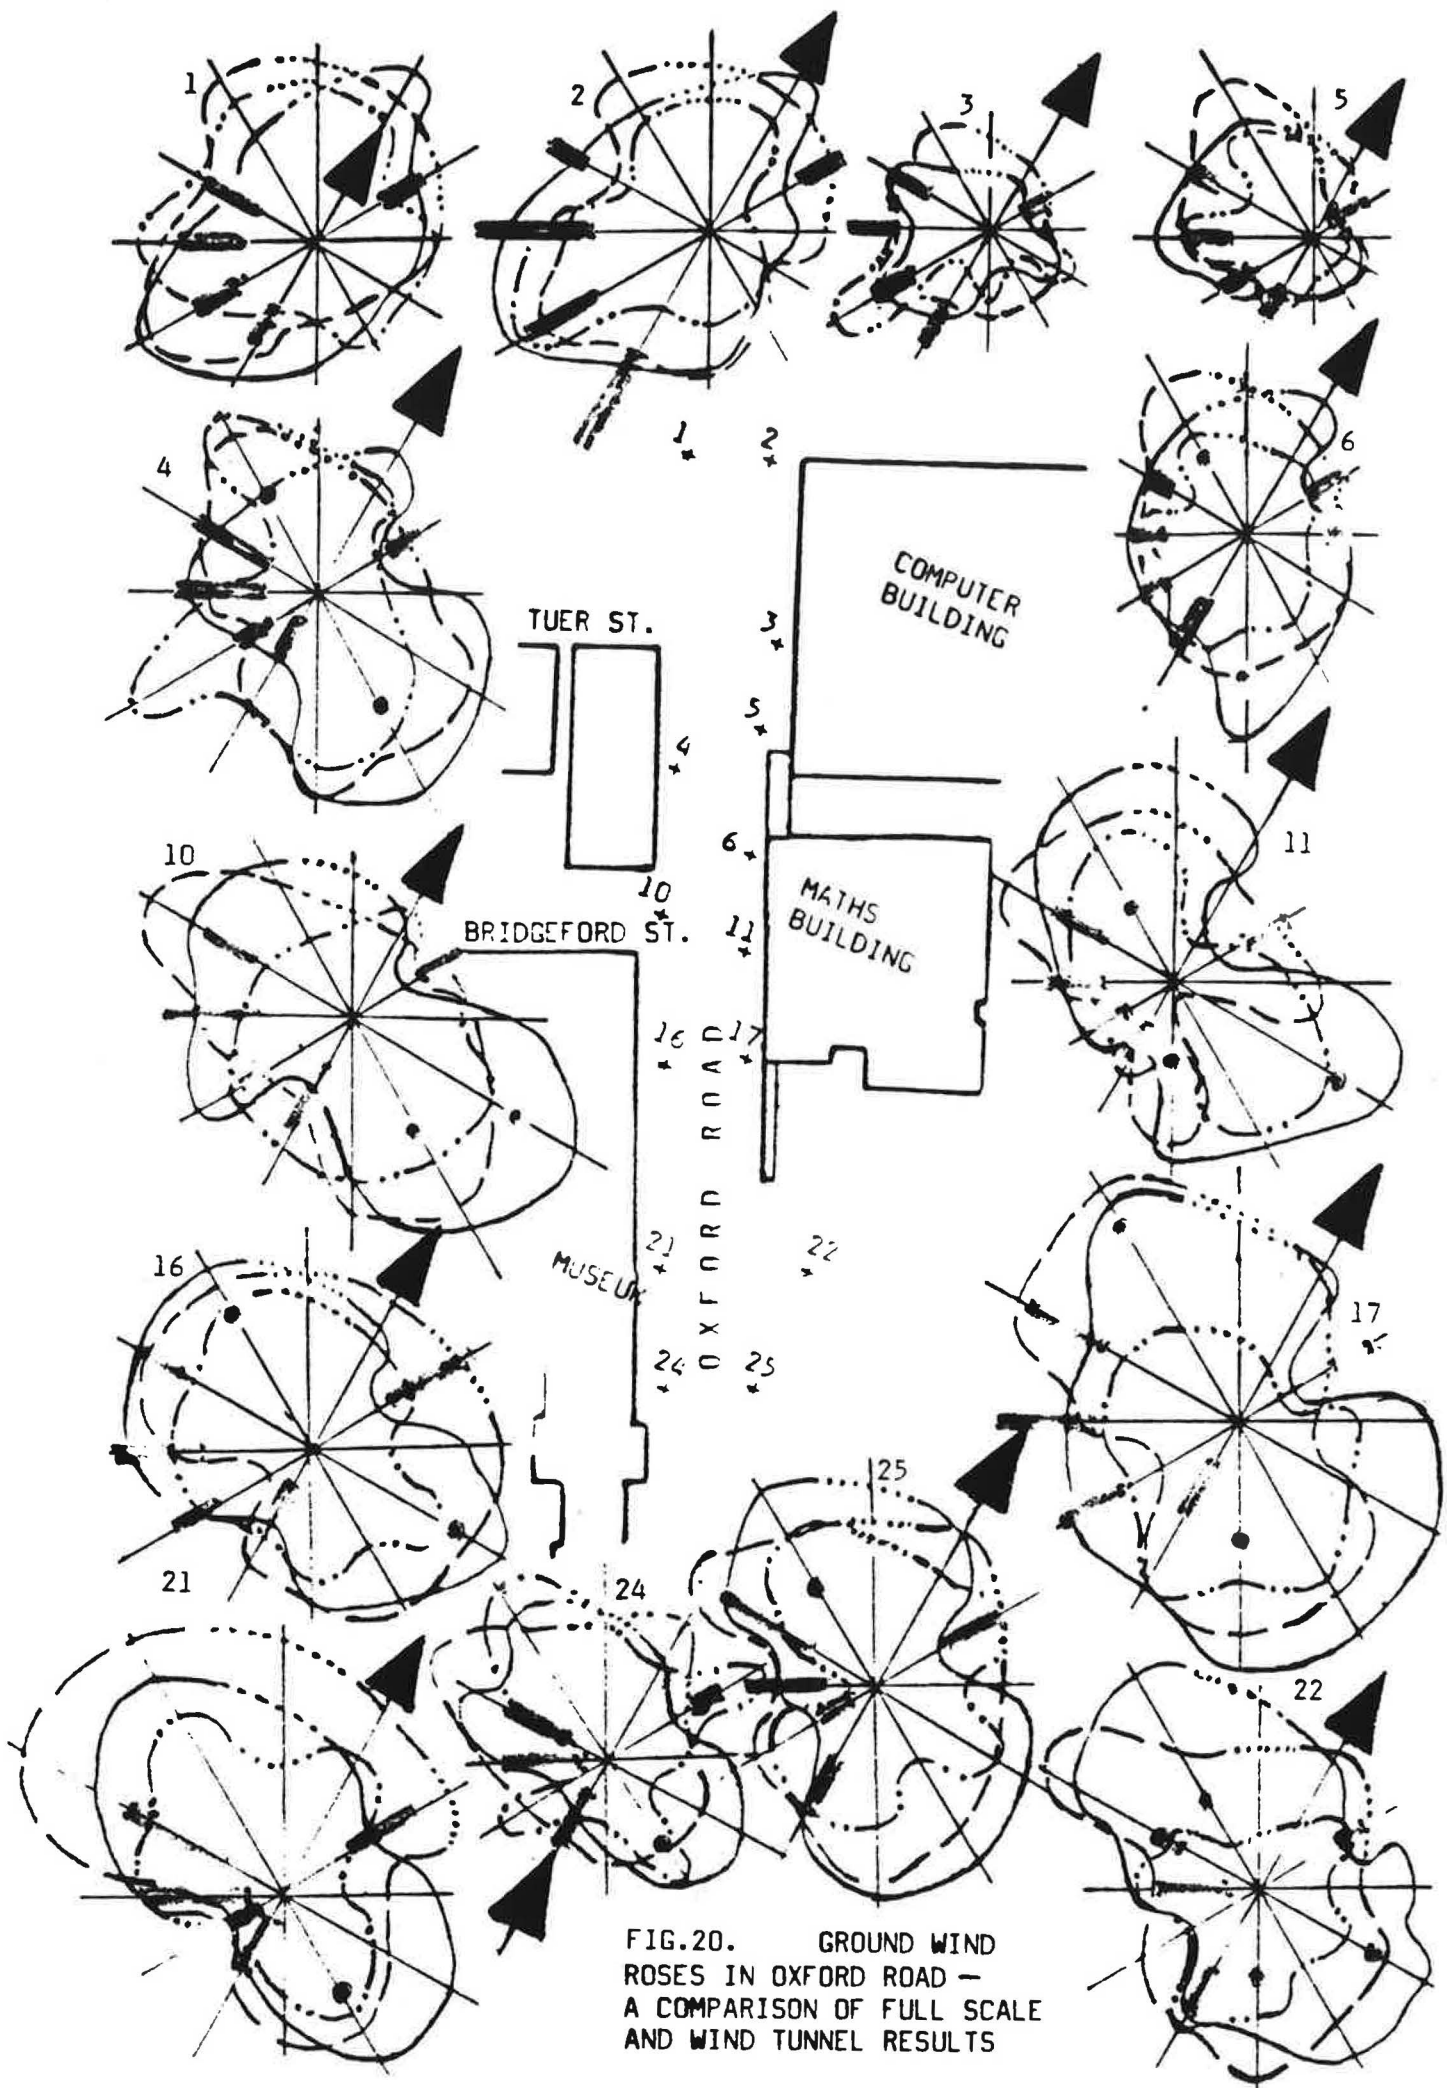 1
2
3
5
4
6
1
2
COMPUTER
BUILDING
TUER ST.
3
5
4
6
10
11
10
BRIDGEFORD ST.
11
MATHS
BUILDING
16
17
OXFORD ROAD
21
22
MUSEUM
16
17
24
25
25
21
24
22
FIG.20. GROUND WIND
ROSES IN OXFORD ROAD —
A COMPARISON OF FULL SCALE
AND WIND TUNNEL RESULTS